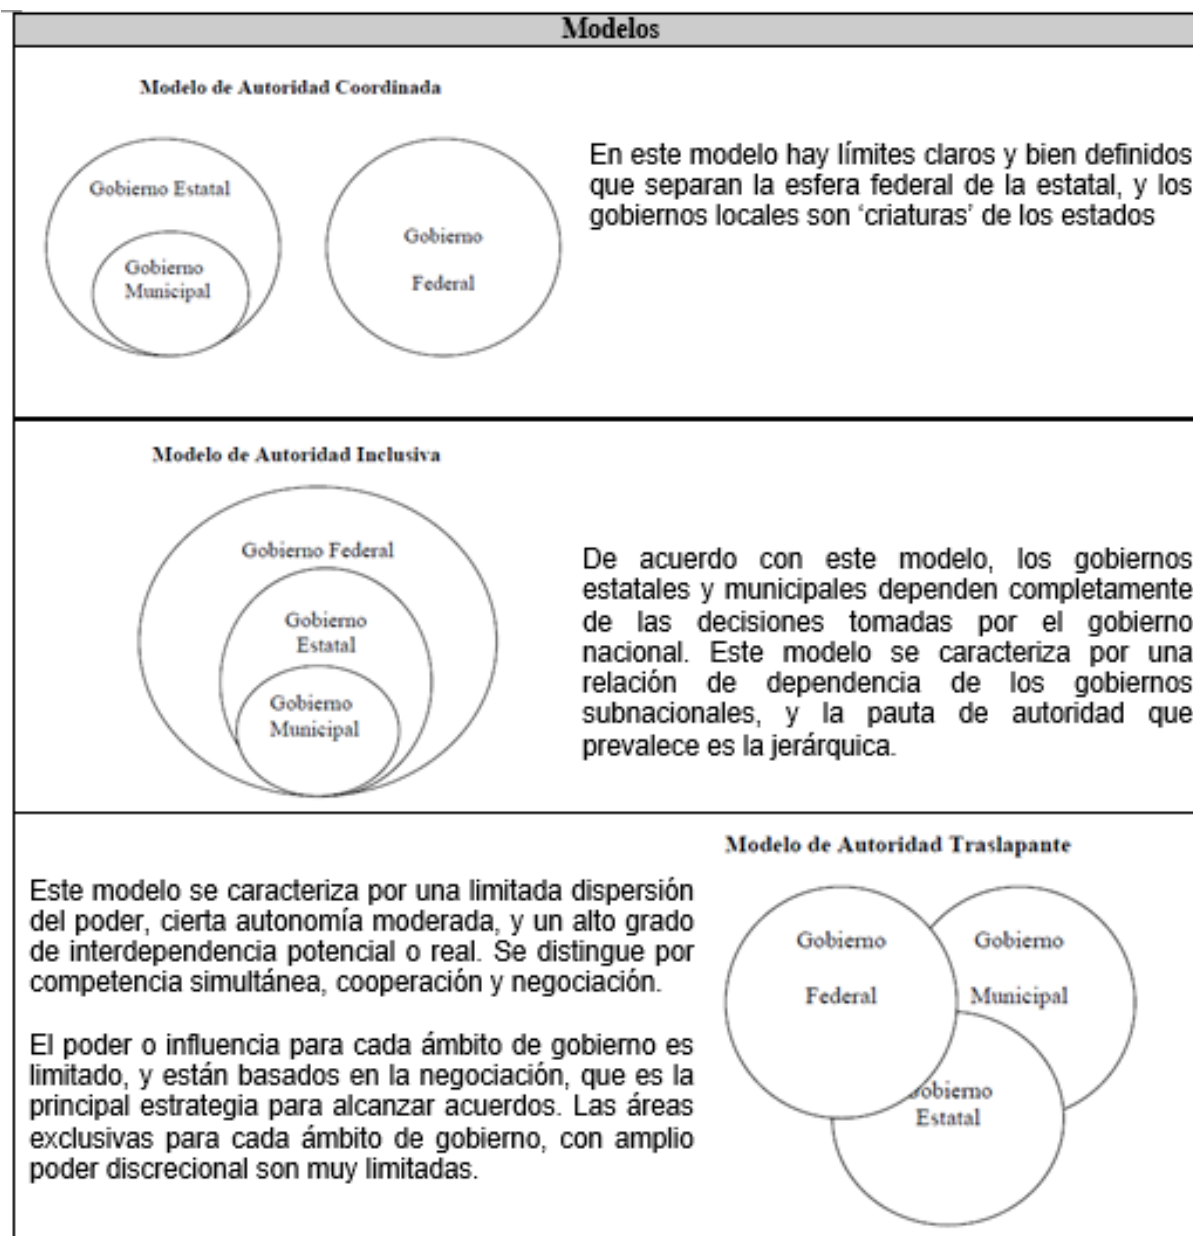 Modelos
Modelo de Autoridad Coordinada
Gobierno Estatal
Gobierno
Municipal
Gobierno
Federal
En este modelo hay límites claros y bien definidos
que separan la esfera federal de la estatal, y los
gobiernos locales son ‘criaturas’ de los estados
Modelo de Autoridad Inclusiva
Gobierno Federal
Gobierno
Estatal
Gobierno
Municipal
De acuerdo con este modelo, los gobiernos
estatales y municipales dependen completamente
de las decisiones tomadas por el gobierno
nacional. Este modelo se caracteriza por una
relación de dependencia de los gobiernos
subnacionales, y la pauta de autoridad que
prevalece es la jerárquica.
Este modelo se caracteriza por una limitada dispersión
del poder, cierta autonomía moderada, y un alto grado
de interdependencia potencial o real. Se distingue por
competencia simultánea, cooperación y negociación.
El poder o influencia para cada ámbito de gobierno es
limitado, y están basados en la negociación, que es la
principal estrategia para alcanzar acuerdos. Las áreas
exclusivas para cada ámbito de gobierno, con amplio
poder discrecional son muy limitadas.
Modelo de Autoridad Traslapante
Gobierno
Federal
Gobierno
Municipal
Gobierno
Estatal